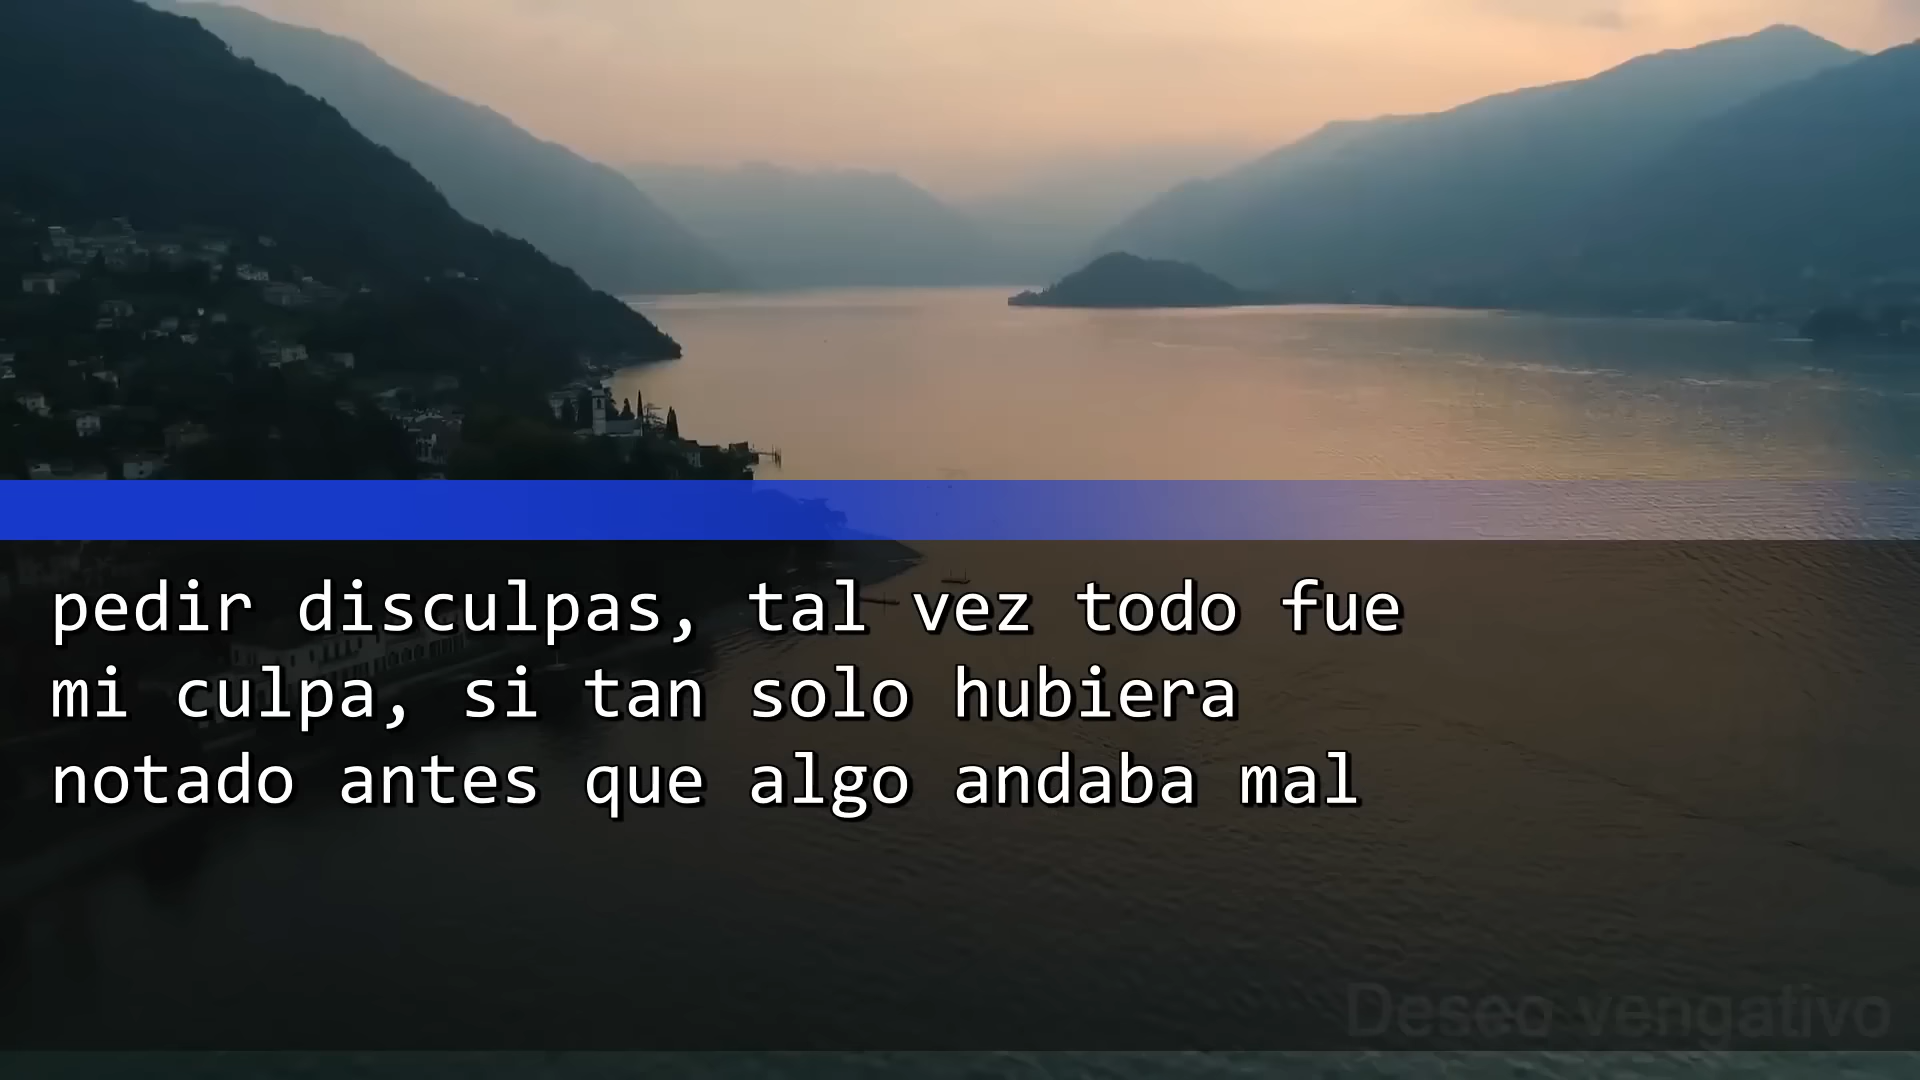 pedir disculpas, tal vez todo fue
mi culpa, si tan solo hubiera
notado antes que algo andaba mal
Deseo vengativo